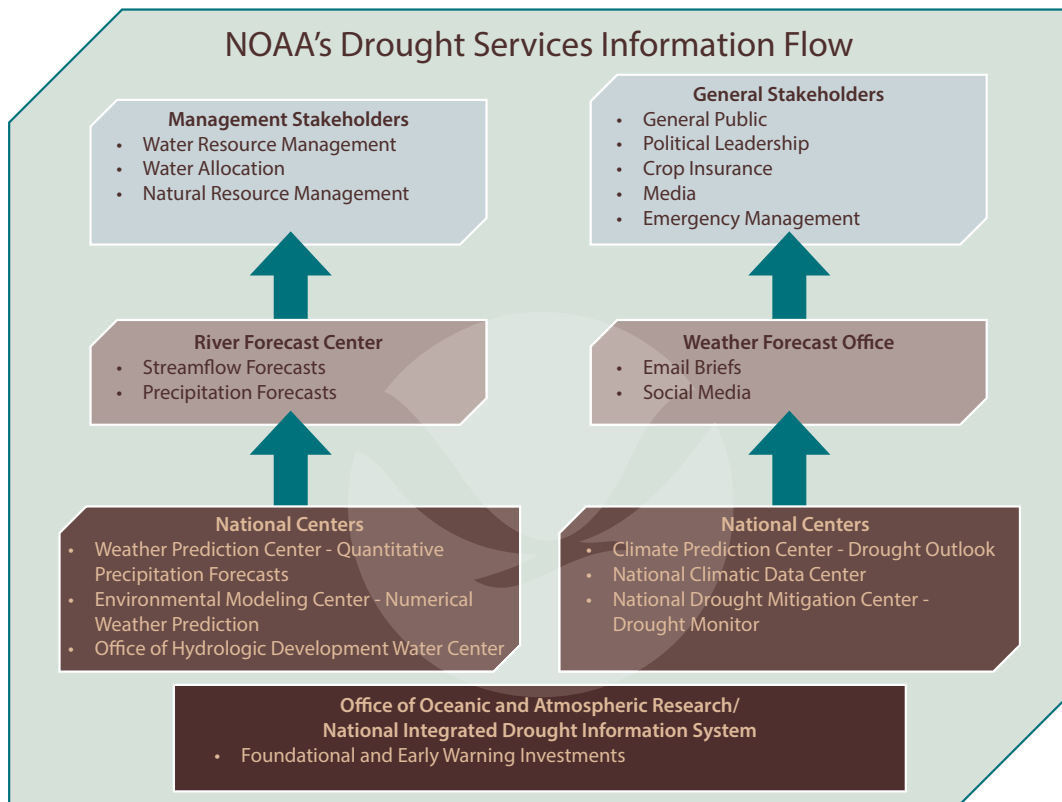 NOAA’s Drought Services Information Flow
Management Stakeholders
• Water Resource Management
• Water Allocation
• Natural Resource Management
General Stakeholders
• General Public
• Political Leadership
• Crop Insurance
• Media
• Emergency Management
River Forecast Center
• Streamflow Forecasts
• Precipitation Forecasts
Weather Forecast Office
• Email Briefs
• Social Media
National Centers
• Weather Prediction Center - Quantitative
Precipitation Forecasts
• Environmental Modeling Center - Numerical
Weather Prediction
• Office of Hydrologic Development Water Center
National Centers
• Climate Prediction Center - Drought Outlook
• National Climatic Data Center
• National Drought Mitigation Center -
Drought Monitor
Office of Oceanic and Atmospheric Research/
National Integrated Drought Information System
• Foundational and Early Warning Investments